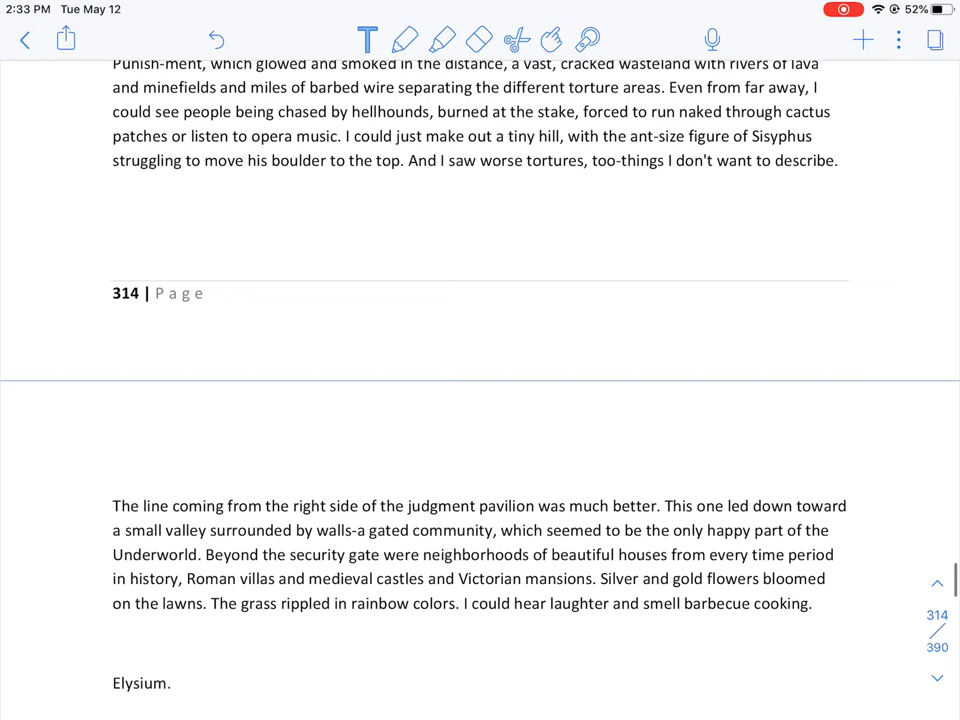 2:33 PM Tue May 12
52%
Punish-ment, which glowed and smoked in the distance, a vast, cracked wasteland with rivers of lava
and minefields and miles of barbed wire separating the different torture areas. Even from far away, I
could see people being chased by hellhounds, burned at the stake, forced to run naked through cactus
patches or listen to opera music. I could just make out a tiny hill, with the ant-size figure of Sisyphus
struggling to move his boulder to the top. And I saw worse tortures, too-things I don't want to describe.
314 | Page
The line coming from the right side of the judgment pavilion was much better. This one led down toward
a small valley surrounded by walls-a gated community, which seemed to be the only happy part of the
Underworld. Beyond the security gate were neighborhoods of beautiful houses from every time period
in history, Roman villas and medieval castles and Victorian mansions. Silver and gold flowers bloomed
on the lawns. The grass rippled in rainbow colors. I could hear laughter and smell barbecue cooking.
314
390
Elysium.